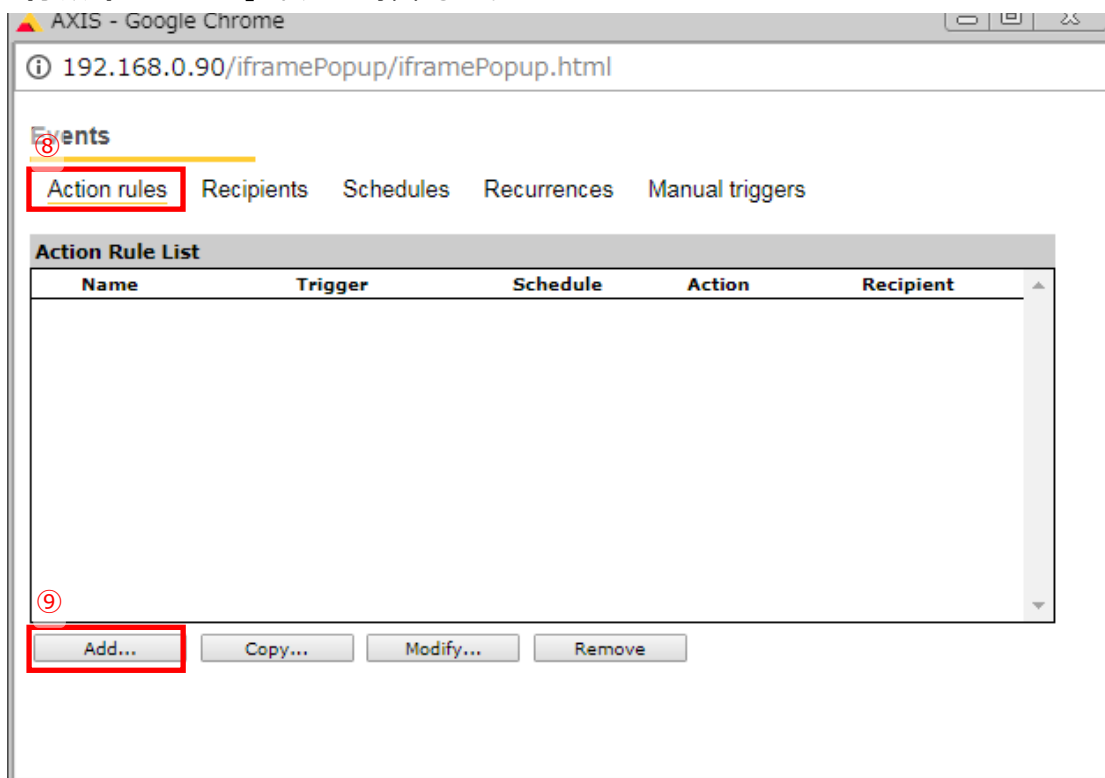 AXIS - Google Chrome
192.168.0.90/iframePopup/iframePopup.html
Events
⑧
Action rules Recipients Schedules Recurrences Manual triggers
Action Rule List
Name Trigger Schedule Action Recipient
⑨
Add... Copy... Modify... Remove